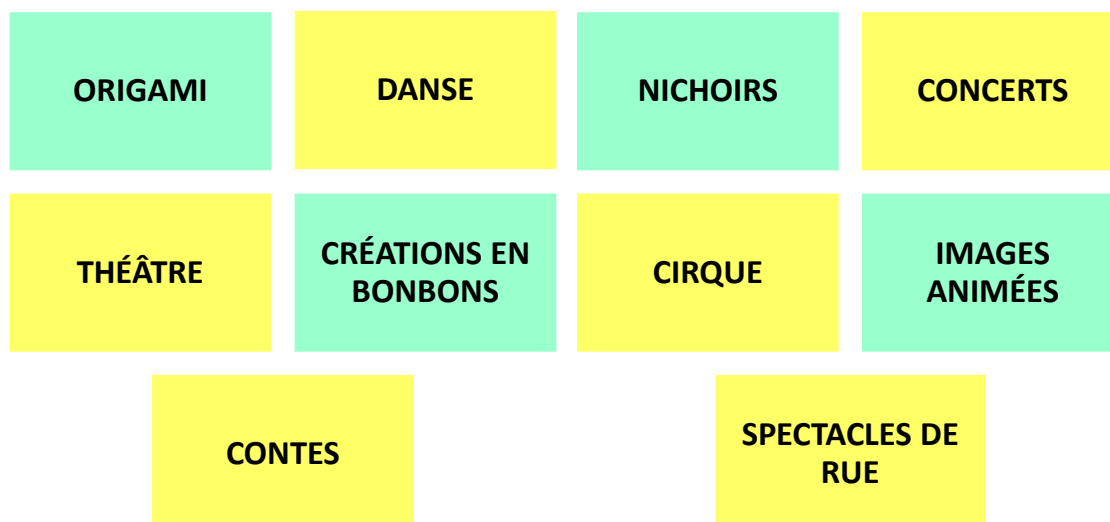 ORIGAMI
DANSE
NICHOIRS
CONCERTS
THÉÂTRE
CRÉATIONS EN
BONBONS
CIRQUE
IMAGES
ANIMÉES
CONTES
SPECTACLES DE
RUE